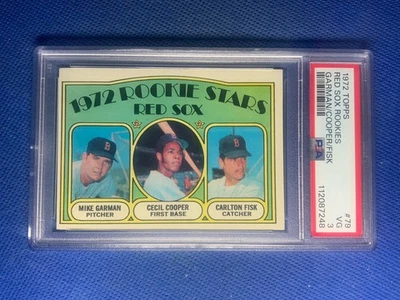 1972 ROOKIE STARS
RED SOX
MIKE GARMAN
PITCHER
CECIL COOPER
FIRST BASE
CARLTON FISK
CATCHER
1972 TOPPS
RED SOX ROOKIES
GARMAN/COOPER/FISK
PSA
#79
VG
3
112087248